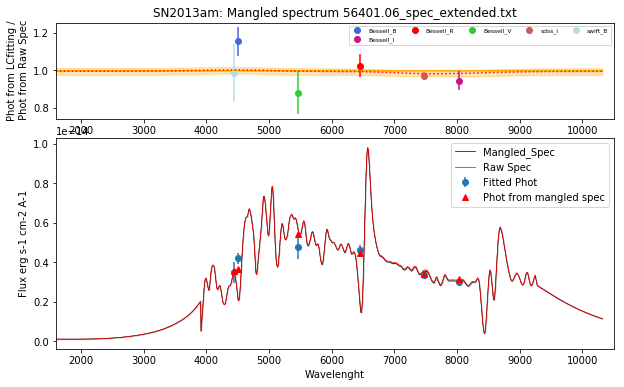 SN2013am: Mangled spectrum 56401.06_spec_extended.txt
Phot from LCfitting /
Phot from Raw Spec
1.2
1.0
0.8
Bessell_B Bessell_R Bessell_V sdss_i swift_B
Bessell_I
2000 3000 4000 5000 6000 7000 8000 9000 10000
1e−14
Flux erg s-1 cm-2 A-1
1.0
0.8
0.6
0.4
0.2
0.0
Mangled_Spec
Raw Spec
Fitted Phot
Phot from mangled spec
2000 3000 4000 5000 6000 7000 8000 9000 10000
Wavelenght